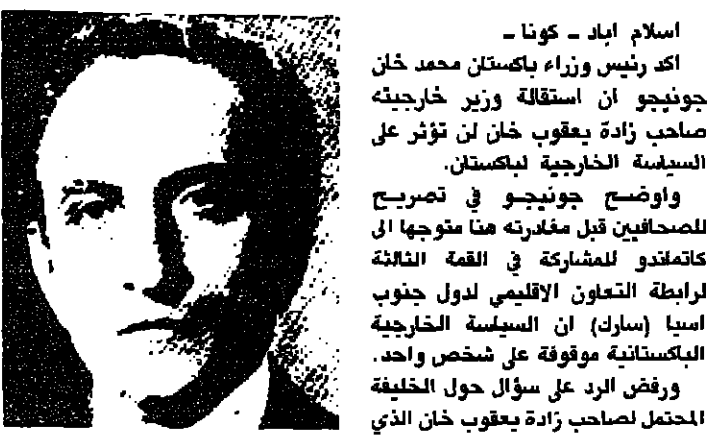 اسلام اباد ـ كونا ـ
اكد رئيس وزراء باكستان محمد خان
جونيجو ان استقالة وزير خارجيته
صاحب زادة يعقوب خان لن تؤثر على
السياسة الخارجية لباكستان.
واوضح جونيجو في تصريح
للصحافيين قبل مغادرته هنا متوجها الى
كاتماندو للمشاركة في القمة الثالثة
لرابطة التعاون الاقليمي لدول جنوب
اسيا (سارك) ان السياسة الخارجية
الباكستانية موقوفة على شخص واحد.
ورفض الرد على سؤال حول الخليفة
المحتمل لصاحب زادة يعقوب خان الذي